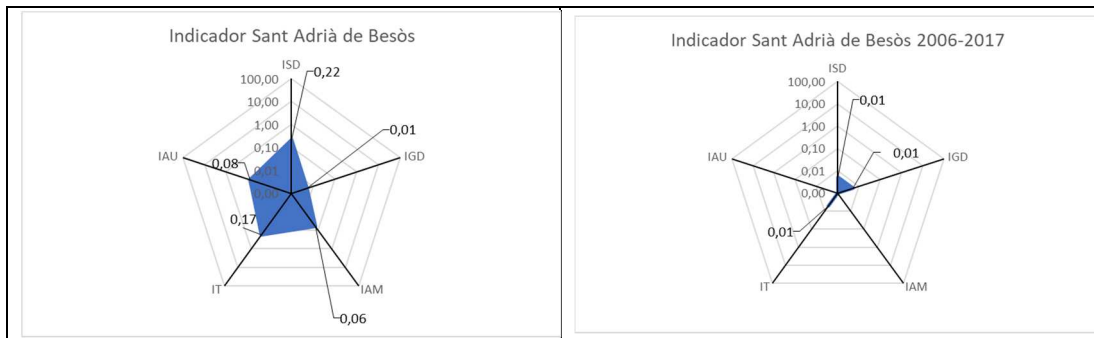 Indicador Sant Adrià de Besòs
ISD
100,00
0,22
10,00
1,00
0,01
0,10
IAU
IGD
0,08
0,01
0,00
0,17
IT
IAM
0,06
Indicador Sant Adrià de Besòs 2006-2017
ISD
100,00
0,01
10,00
1,00
0,10
0,01
IAU
IGD
0,01
0,00
0,01
IT
IAM